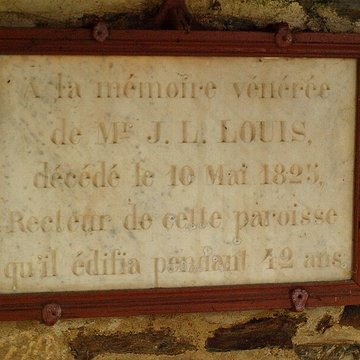 A la mémoire vénérée
de Mr J. L. LOUIS,
décédé le 10 Mai 1825,
Recteur de cette paroisse
qu'il édifia pendant 42 ans.